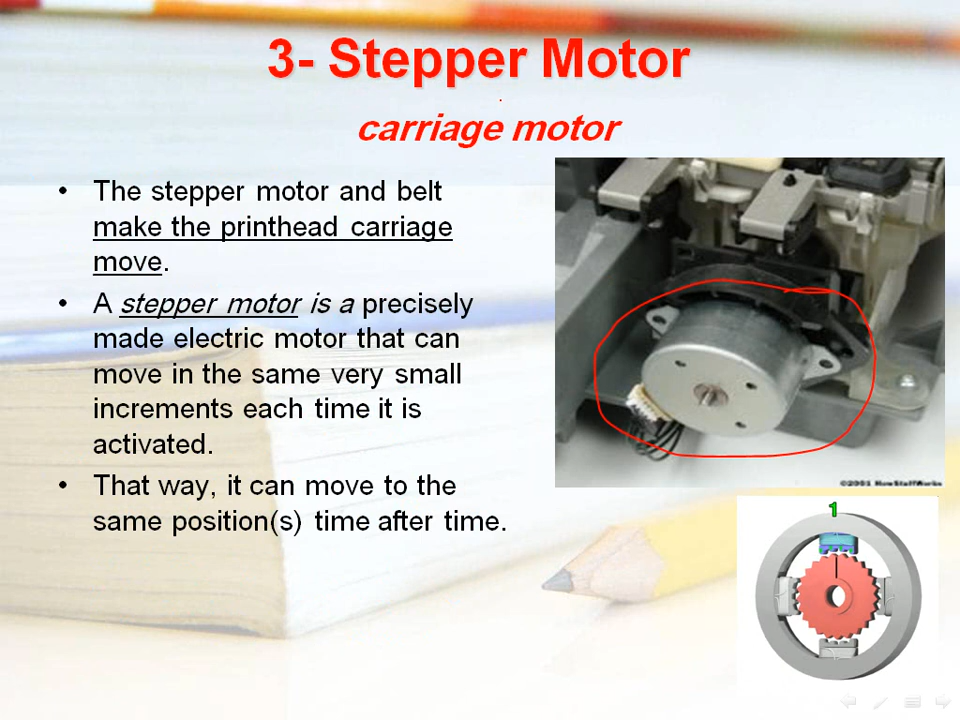 3- Stepper Motor
carriage motor
• The stepper motor and belt
make the printhead carriage
move.
• A stepper motor is a precisely
made electric motor that can
move in the same very small
increments each time it is
activated.
• That way, it can move to the
same position(s) time after time.
©2001 HowStuffWorks
1